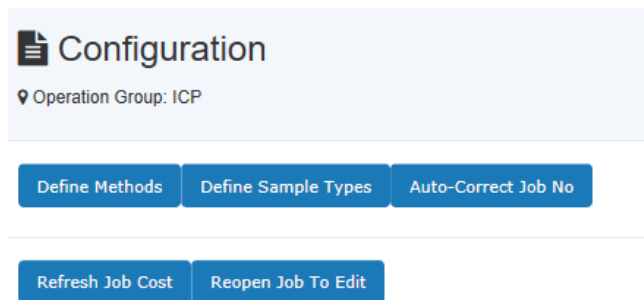 Configuration
Operation Group: ICP
Define Methods Define Sample Types Auto-Correct Job No
Refresh Job Cost Reopen Job To Edit